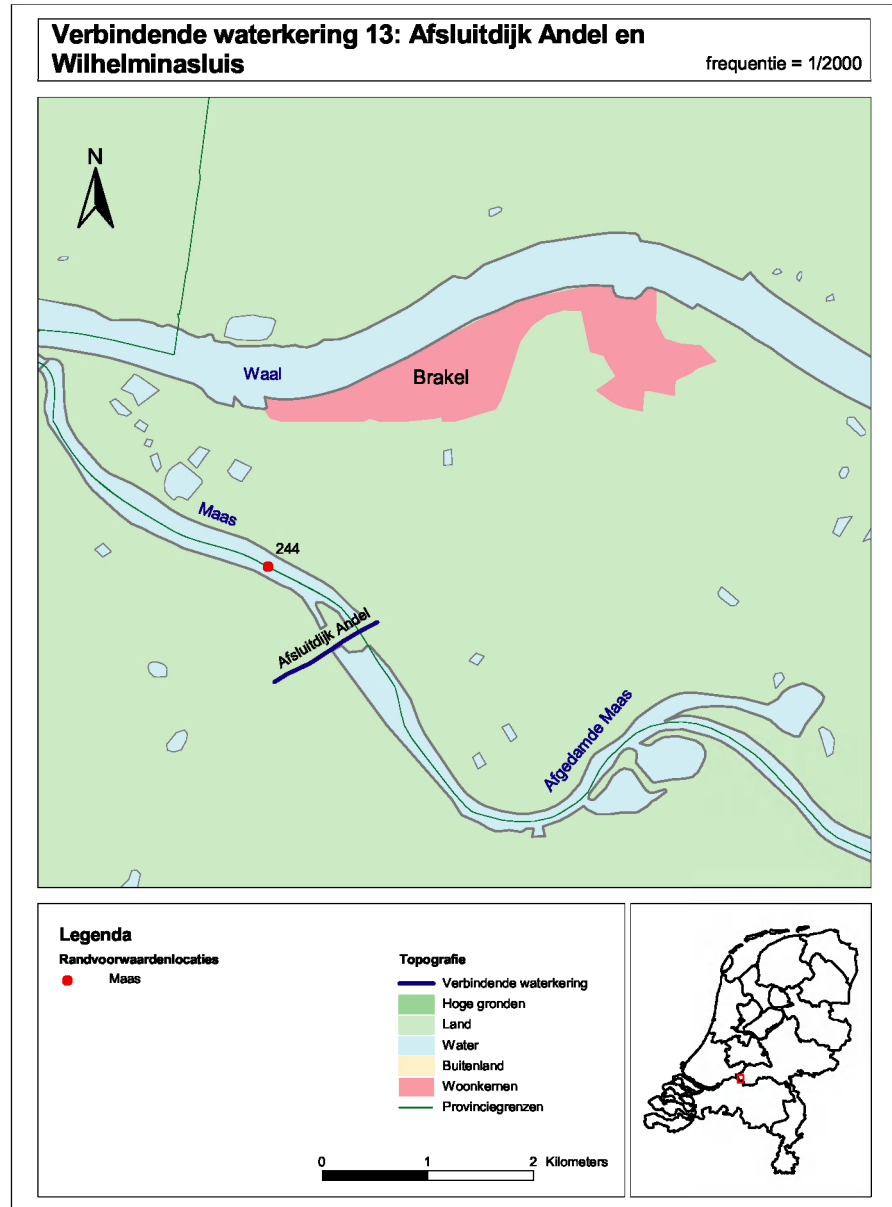 Verbindende waterkering 13: Afsluitdijk Andel en
Wilhelminasluis
frequentie = 1/2000
N
Waal
Brakel
Maas
244
Afsluitdijk Andel
Afgedamde Maas
Legenda
Randvoorwaardenlocaties
Maas
Topografie
Verbindende waterkering
Hoge gronden
Land
Water
Buitenland
Woonkernen
Provinciegrenzen
0 1 2 Kilometers